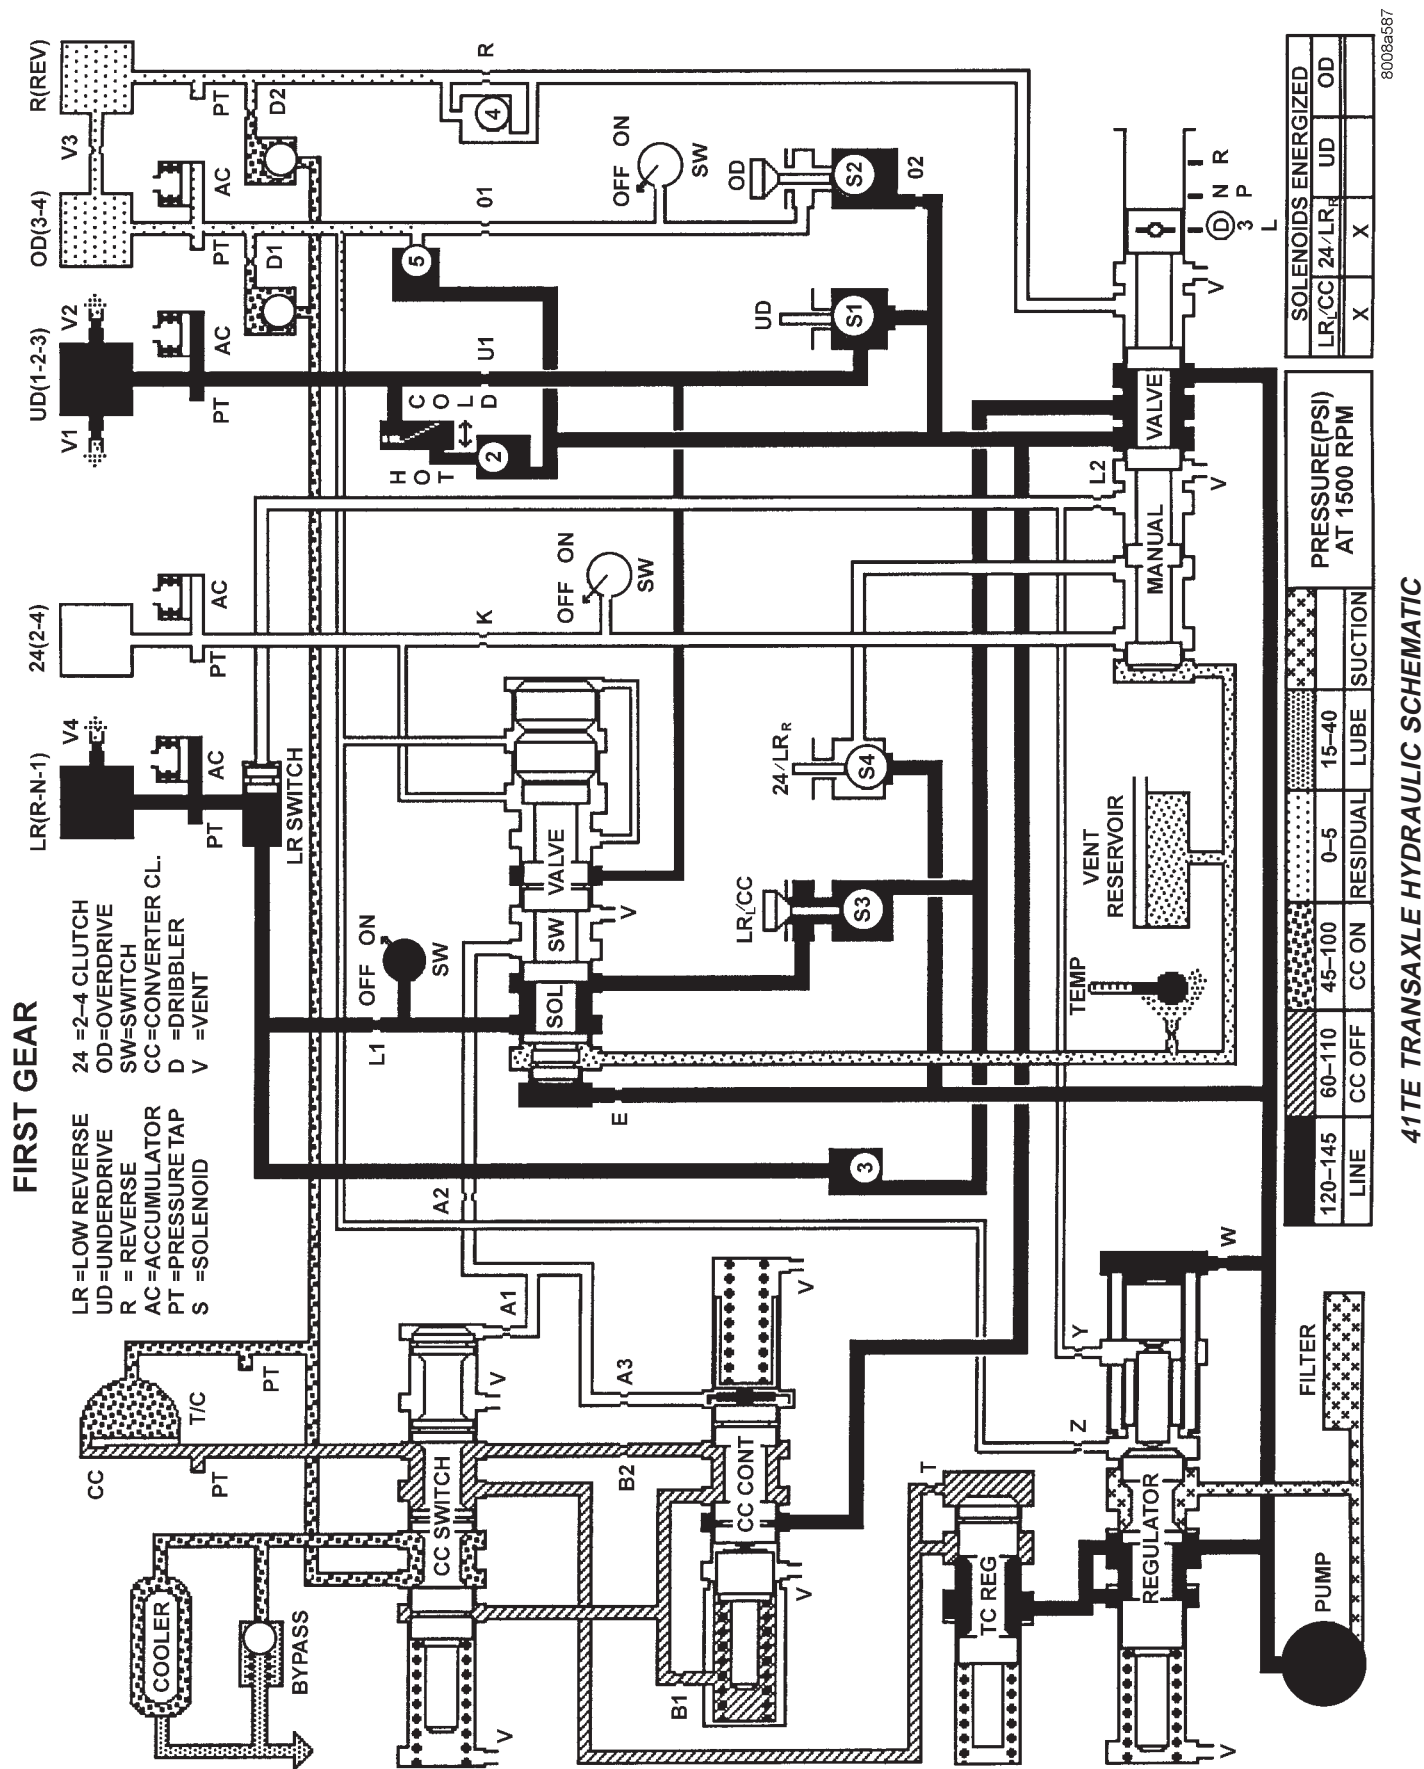 FIRST GEAR
LR =LOW REVERSE
UD=UNDERDRIVE
R = REVERSE
AC =ACCUMULATOR
PT =PRESSURE TAP
S =SOLENOID
24 =2–4 CLUTCH
OD=OVERDRIVE
SW=SWITCH
CC=CONVERTER CL.
D =DRIBBLER
V =VENT
LR(R-N-1)
24(2-4)
UD(1-2-3)
OD(3-4)
R(REV)
V4
V1
V2
V3
PT
AC
PT
AC
PT
AC
PT
AC
PT
D1
D2
LR SWITCH
CC
T/C
PT
PT
COOLER
BYPASS
HOT
COLD
2
5
4
3
U1
01
R
K
L1
E
A2
A1
A3
B2
B1
OFF ON
SW
OFF ON
SW
OFF ON
SW
OD
S2
02
UD
S1
24/LRR
S4
LRL/CC
S3
SOL SW VALVE
V
CC SWITCH
V
V
CC CONT
V
V
T
TC REG
Z
Y
W
REGULATOR
V
L2
MANUAL VALVE
V
V
D N R
3 P
L
TEMP
VENT
RESERVOIR
FILTER
PUMP
120–145 60–110 45–100 0–5 15–40
LINE CC OFF CC ON RESIDUAL LUBE SUCTION
PRESSURE(PSI)
AT 1500 RPM
SOLENOIDS ENERGIZED
LRL/CC 24/LRR UD OD
X X
41TE TRANSAXLE HYDRAULIC SCHEMATIC
8008a587